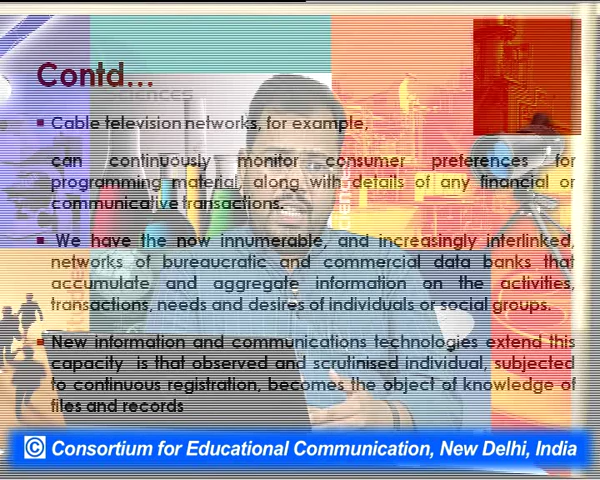 Contd...
SCIENCES
▪ Cable television networks, for example,
can continuously monitor consumer preferences for
programming material, along with details of any financial or
communicative transactions.
▪ We have the now innumerable, and increasingly interlinked,
networks of bureaucratic and commercial data banks that
accumulate and aggregate information on the activities,
transactions, needs and desires of individuals or social groups.
▪ New information and communications technologies extend this
capacity is that observed and scrutinised individual, subjected
to continuous registration, becomes the object of knowledge of
files and records
© Consortium for Educational Communication, New Delhi, India